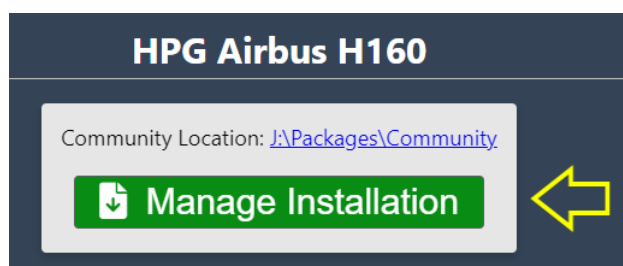 HPG Airbus H160
Community Location: J:\Packages\Community
Manage Installation